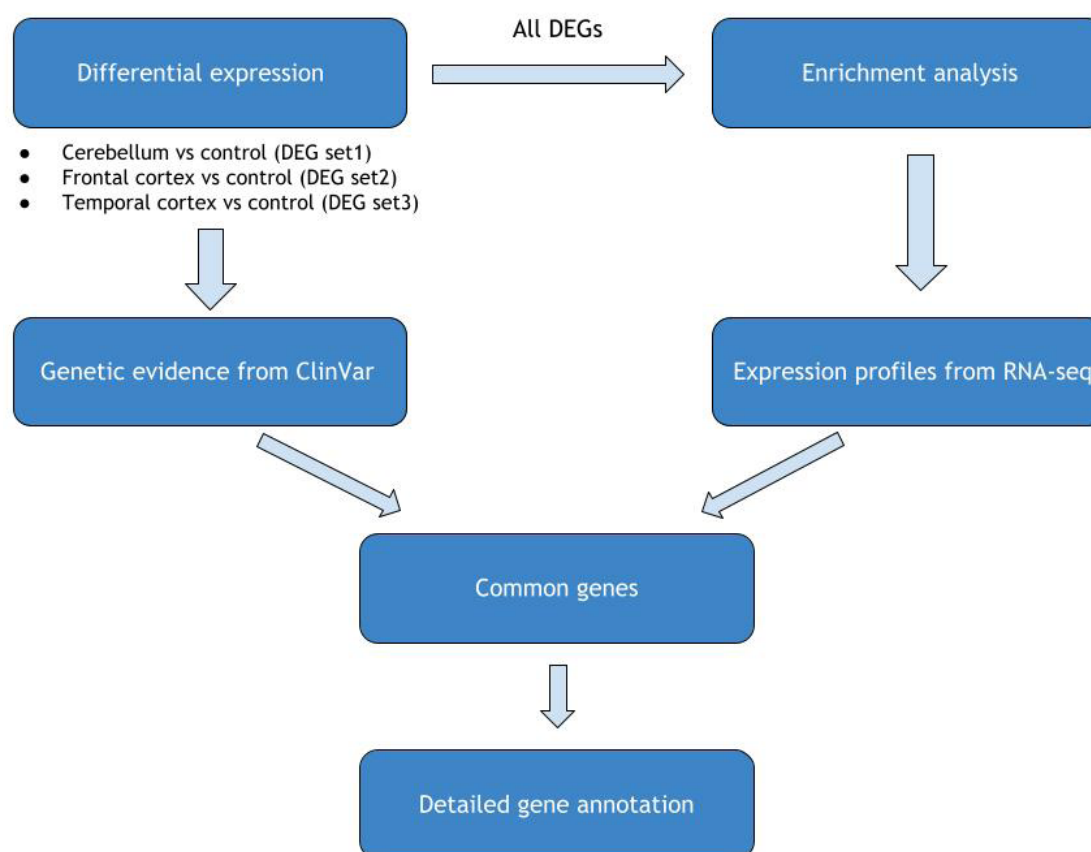 All DEGs
Differential expression
Enrichment analysis
● Cerebellum vs control (DEG set1)
● Frontal cortex vs control (DEG set2)
● Temporal cortex vs control (DEG set3)
Genetic evidence from ClinVar
Expression profiles from RNA-seq
Common genes
Detailed gene annotation